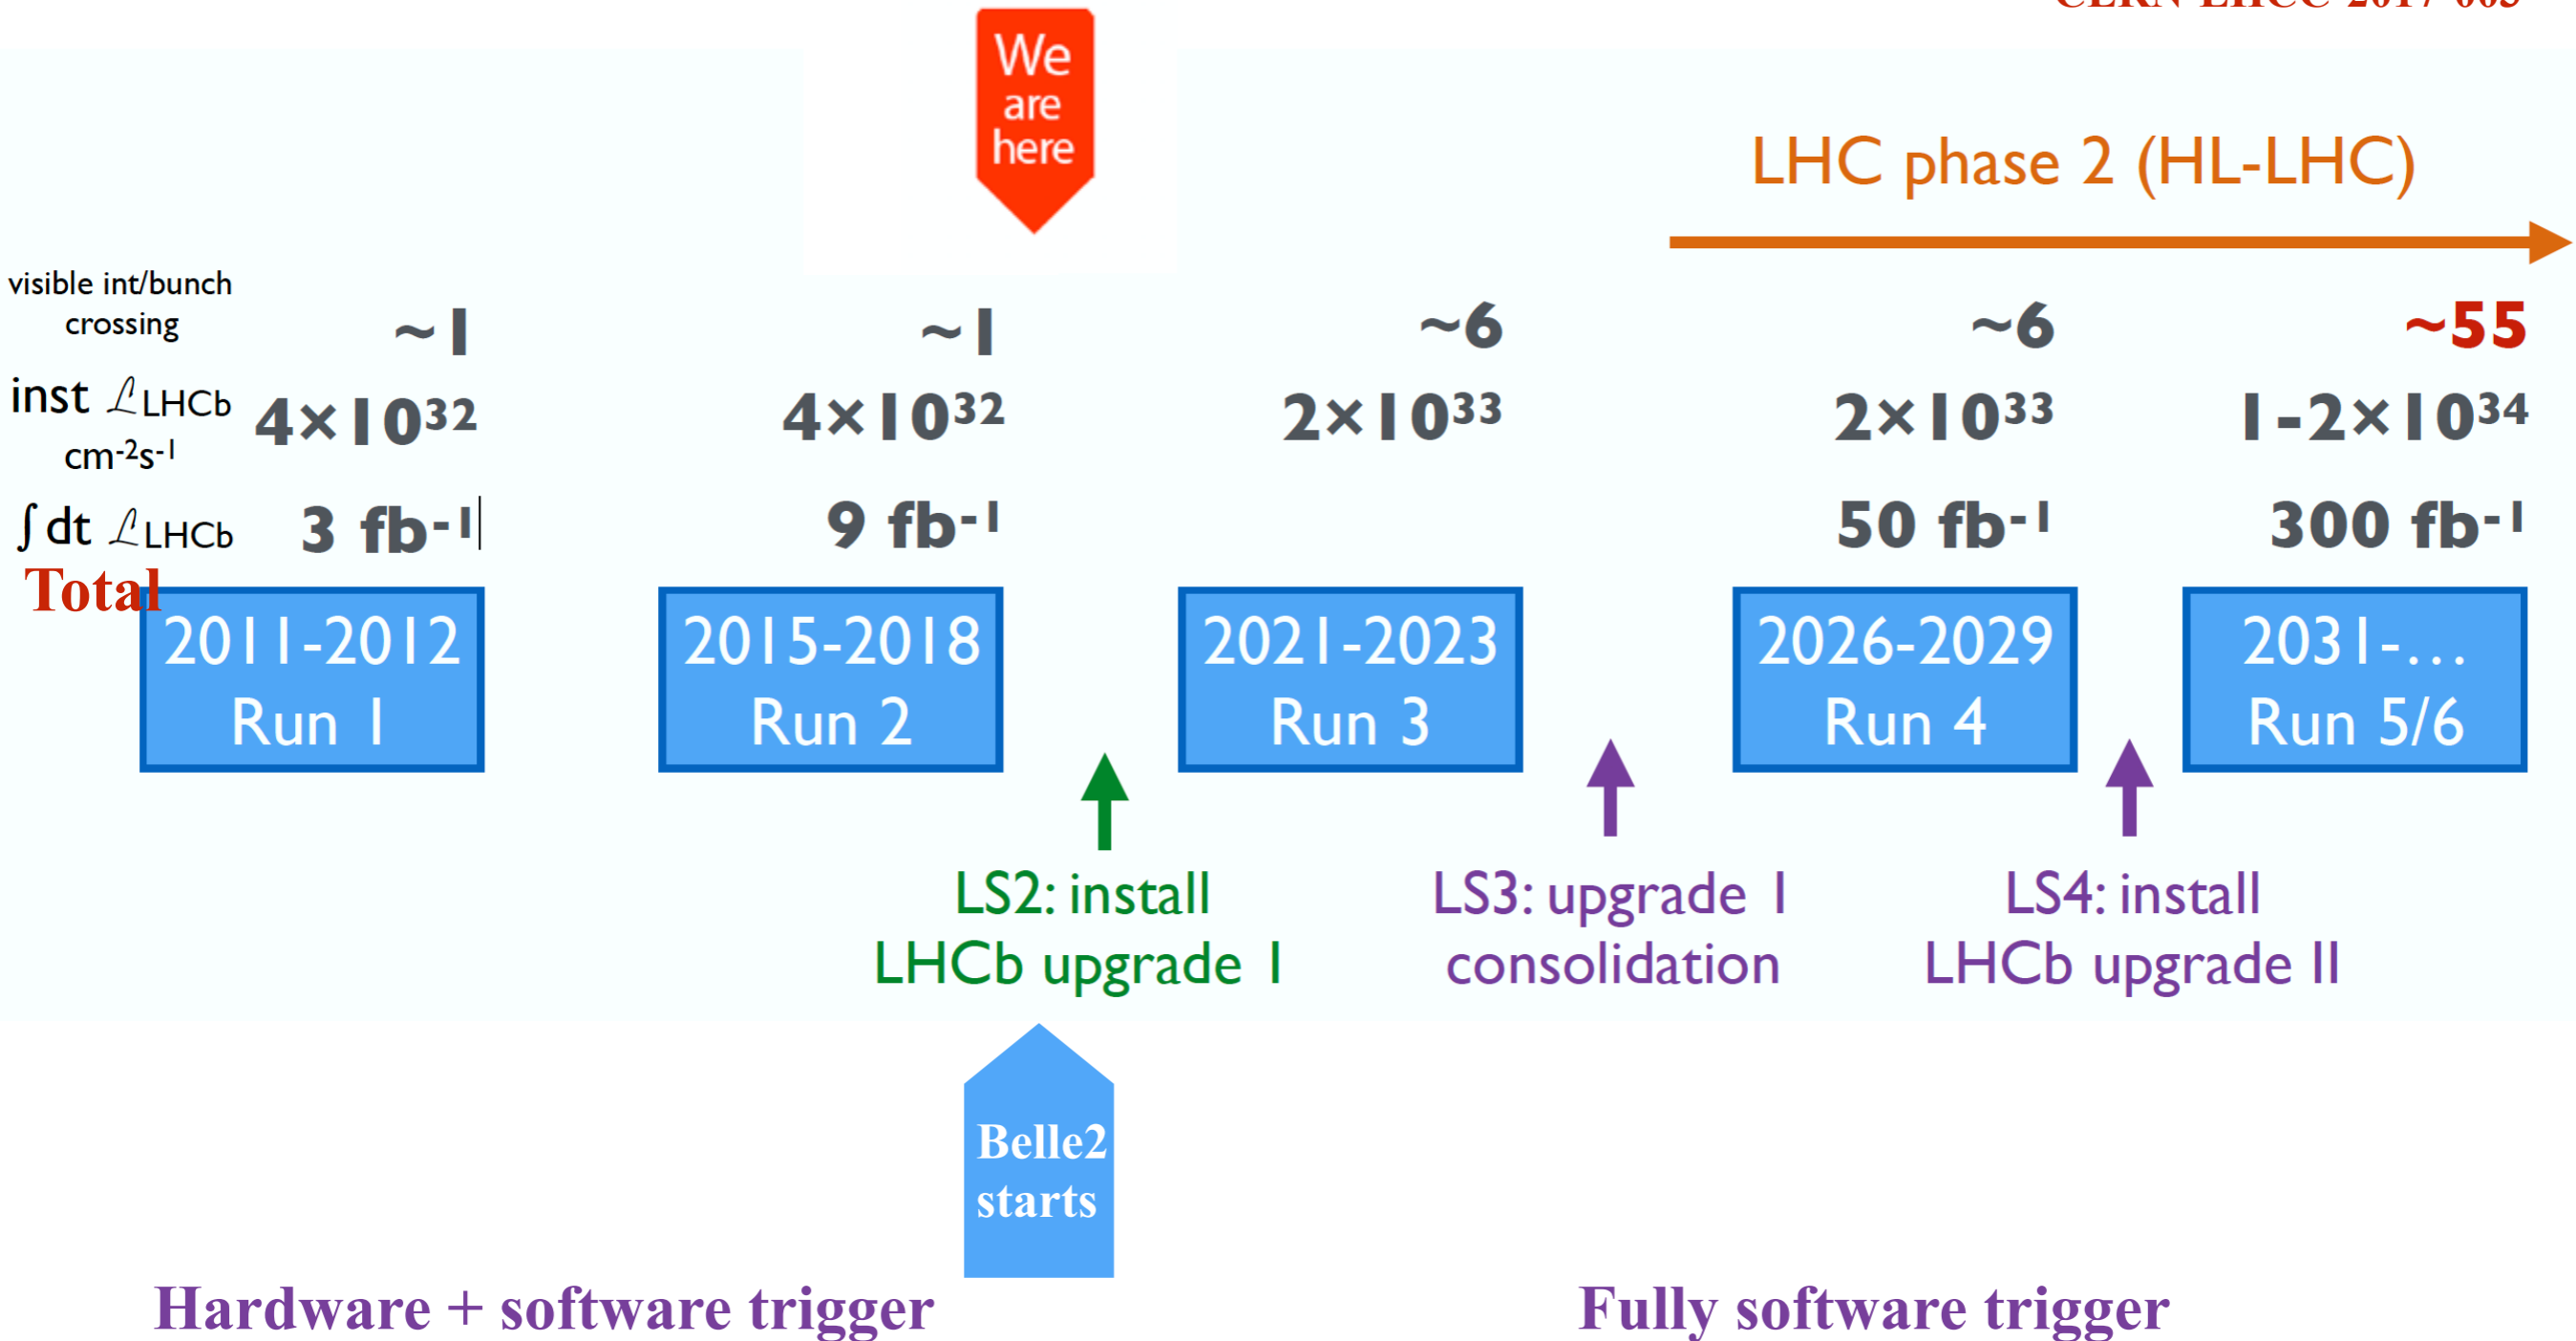 We
are
here
LHC phase 2 (HL-LHC)
visible int/bunch
crossing
~1 ~1 ~6 ~6 ~55
inst ℒ LHCb
cm⁻²s⁻¹
4×10³² 4×10³² 2×10³³ 2×10³³ 1-2×10³⁴
∫dt ℒ LHCb 3 fb⁻¹ 9 fb⁻¹ 50 fb⁻¹ 300 fb⁻¹
Total
2011-2012 2015-2018 2021-2023 2026-2029 2031-…
Run 1 Run 2 Run 3 Run 4 Run 5/6
LS2: install
LHCb upgrade I
LS3: upgrade I
consolidation
LS4: install
LHCb upgrade II
Belle2
starts
Hardware + software trigger
Fully software trigger